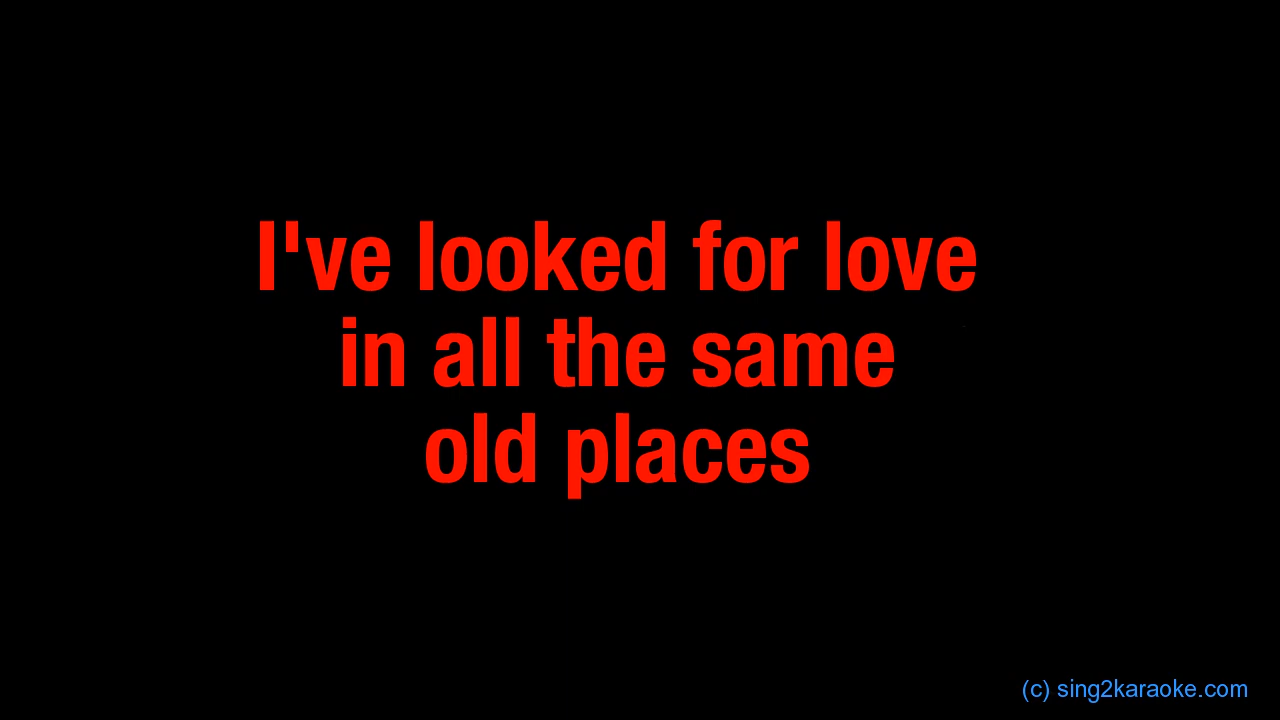 I've looked for love
in all the same
old places
(c) sing2karaoke.com